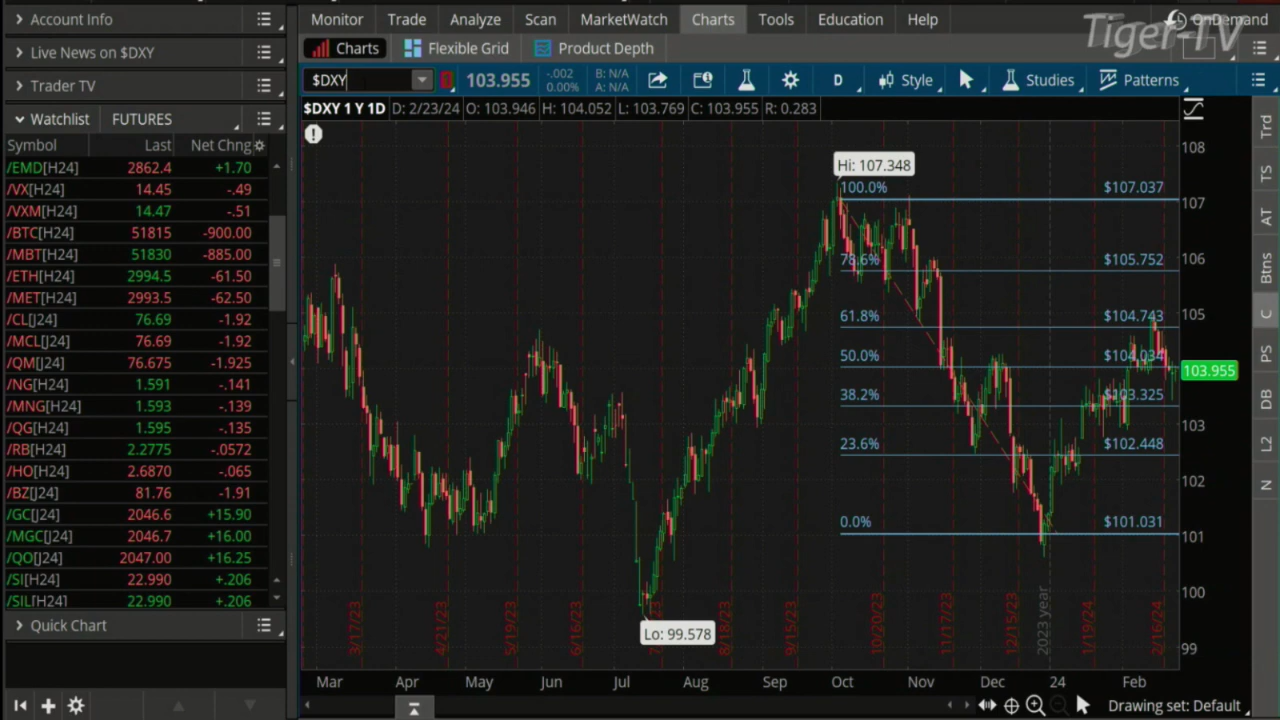 Account Info
Live News on $DXY
Trader TV
Watchlist FUTURES
Symbol Last Net Chng
/EMD[H24] 2862.4 +1.70
/VX[H24] 14.45 -.49
/VXM[H24] 14.47 -.51
/BTC[H24] 51815 -900.00
/MBT[H24] 51830 -885.00
/ETH[H24] 2994.5 -61.50
/MET[H24] 2993.5 -62.50
/CL[J24] 76.69 -1.92
/MCL[J24] 76.69 -1.92
/QM[J24] 76.675 -1.925
/NG[H24] 1.591 -.141
/MNG[H24] 1.593 -.139
/QG[H24] 1.595 -.135
/RB[H24] 2.2775 -.0572
/HO[H24] 2.6870 -.065
/BZ[J24] 81.76 -1.91
/GC[J24] 2046.6 +15.90
/MGC[J24] 2046.7 +16.00
/QO[J24] 2047.00 +16.25
/SI[H24] 22.990 +.206
/SIL[H24] 22.990 +.206
Quick Chart
Monitor Trade Analyze Scan MarketWatch Charts Tools Education Help
OnDemand
Tiger-TV
Charts Flexible Grid Product Depth
$DXY 103.955 -.002 0.00% B: N/A A: N/A D Style Studies Patterns
$DXY 1 Y 1D D: 2/23/24 O: 103.946 H: 104.052 L: 103.769 C: 103.955 R: 0.283
Hi: 107.348
100.0% $107.037
78.6% $105.752
61.8% $104.743
50.0% $104.034
38.2% $103.325
23.6% $102.448
0.0% $101.031
Lo: 99.578
108
107
106
105
103.955
103
102
101
100
99
3/17/23 4/21/23 5/19/23 6/16/23 8/18/23 9/15/23 10/20/23 11/17/23 12/15/23 2023 year 1/19/24 2/16/24
Mar Apr May Jun Jul Aug Sep Oct Nov Dec 24 Feb
Drawing set: Default
Trd
TS
AT
Btns
C
PS
DB
L2
N